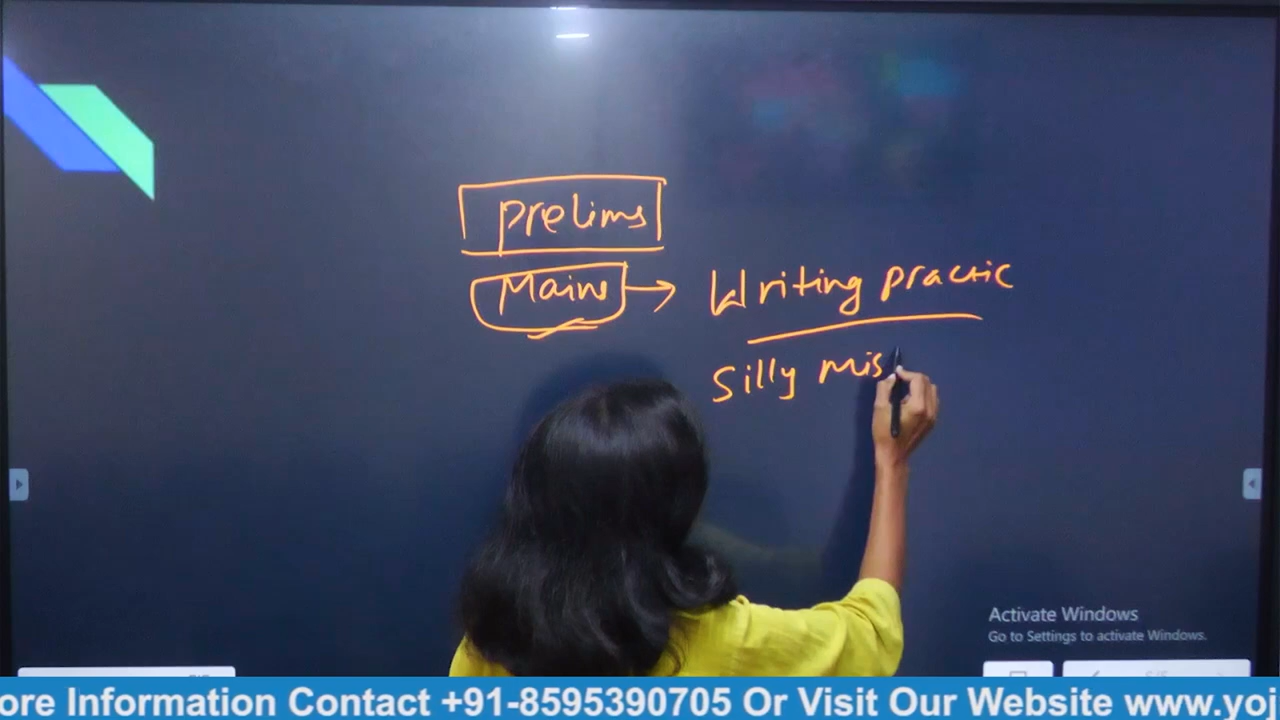 Prelims
Mains → Writing practic
Silly mis
Activate Windows
Go to Settings to activate Windows.
ore Information Contact +91-8595390705 Or Visit Our Website www.yoj